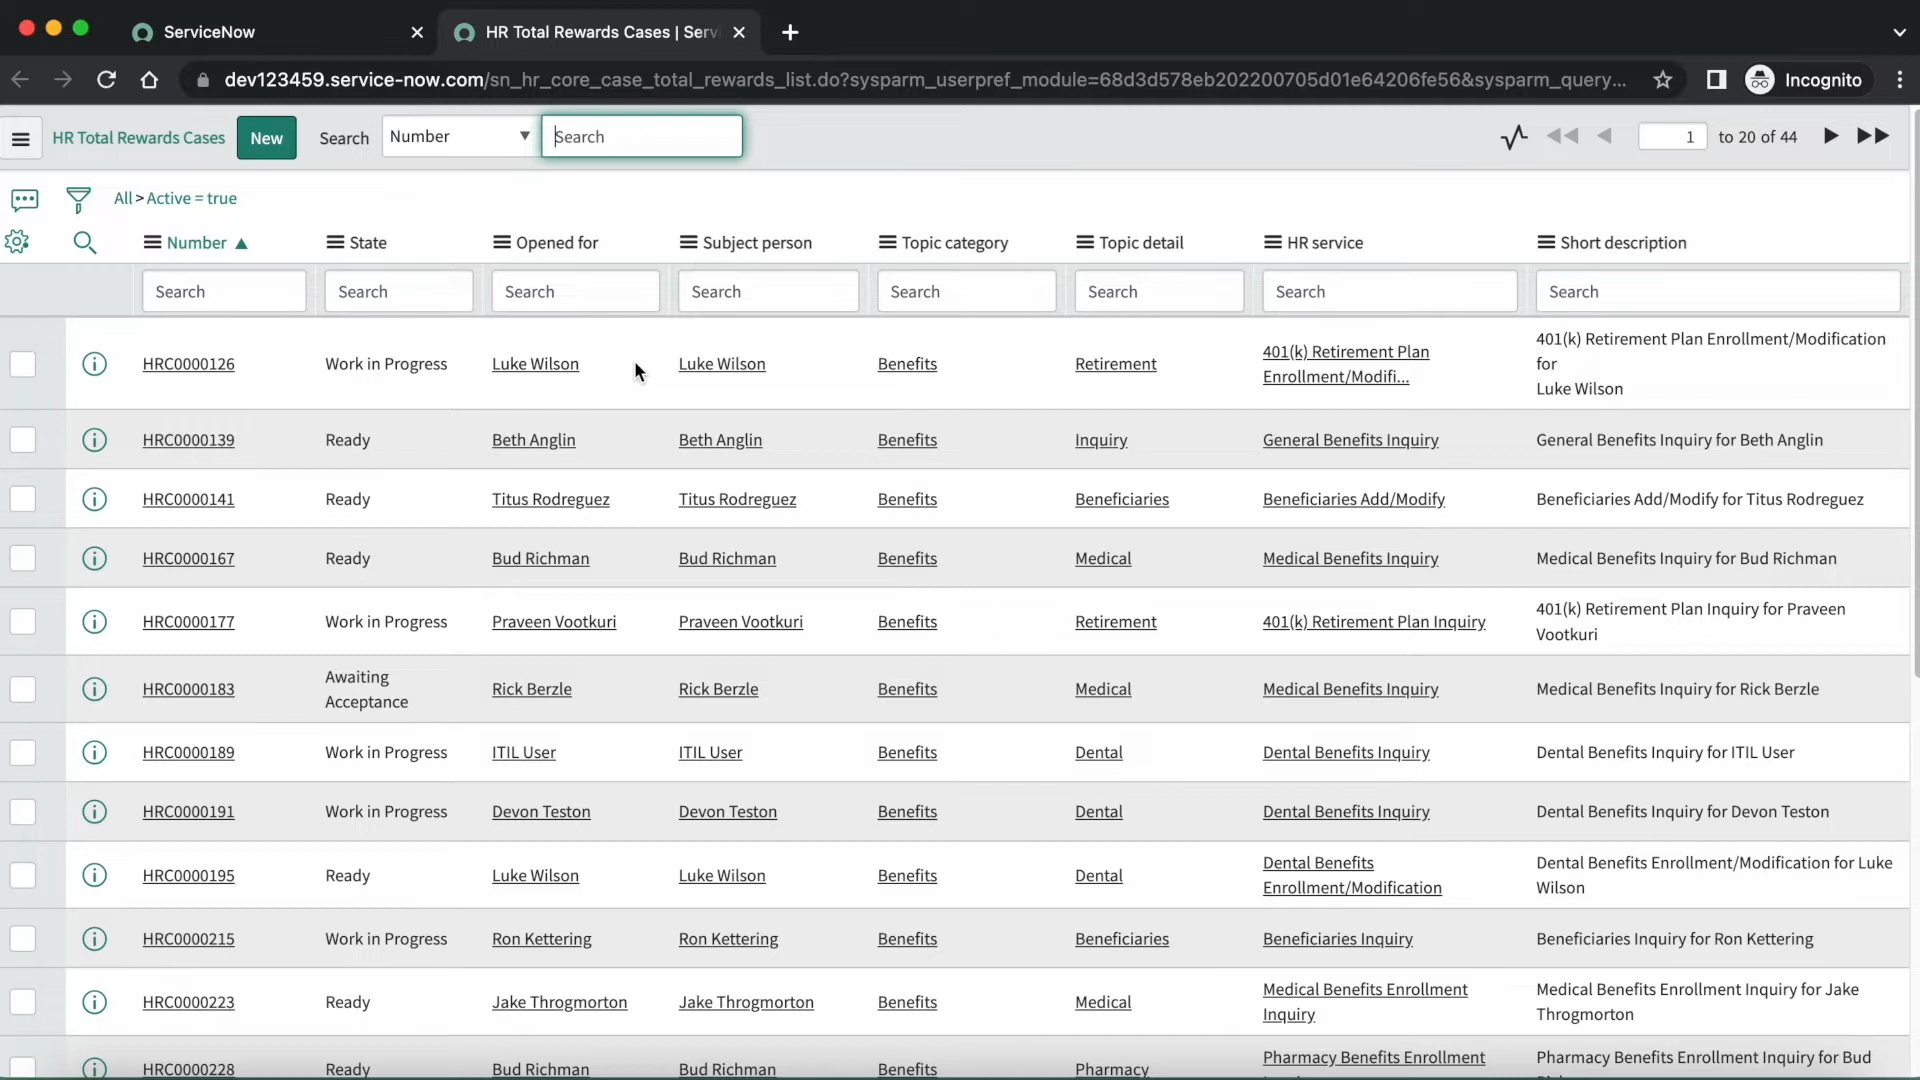 ServiceNow
HR Total Rewards Cases | Serv
dev123459.service-now.com/sn_hr_core_case_total_rewards_list.do?sysparm_userpref_module=68d3d578eb202200705d01e64206fe56&sysparm_query...
Incognito
HR Total Rewards Cases New Search Number Search 1 to 20 of 44
All > Active = true
Number State Opened for Subject person Topic category Topic detail HR service Short description
Search Search Search Search Search Search Search Search
HRC0000126 Work in Progress Luke Wilson Luke Wilson Benefits Retirement 401(k) Retirement Plan
Enrollment/Modifi...
401(k) Retirement Plan Enrollment/Modification
for
Luke Wilson
HRC0000139 Ready Beth Anglin Beth Anglin Benefits Inquiry General Benefits Inquiry General Benefits Inquiry for Beth Anglin
HRC0000141 Ready Titus Rodreguez Titus Rodreguez Benefits Beneficiaries Beneficiaries Add/Modify Beneficiaries Add/Modify for Titus Rodreguez
HRC0000167 Ready Bud Richman Bud Richman Benefits Medical Medical Benefits Inquiry Medical Benefits Inquiry for Bud Richman
HRC0000177 Work in Progress Praveen Vootkuri Praveen Vootkuri Benefits Retirement 401(k) Retirement Plan Inquiry 401(k) Retirement Plan Inquiry for Praveen
Vootkuri
HRC0000183 Awaiting
Acceptance
Rick Berzle Rick Berzle Benefits Medical Medical Benefits Inquiry Medical Benefits Inquiry for Rick Berzle
HRC0000189 Work in Progress ITIL User ITIL User Benefits Dental Dental Benefits Inquiry Dental Benefits Inquiry for ITIL User
HRC0000191 Work in Progress Devon Teston Devon Teston Benefits Dental Dental Benefits Inquiry Dental Benefits Inquiry for Devon Teston
HRC0000195 Ready Luke Wilson Luke Wilson Benefits Dental Dental Benefits
Enrollment/Modification
Dental Benefits Enrollment/Modification for Luke
Wilson
HRC0000215 Work in Progress Ron Kettering Ron Kettering Benefits Beneficiaries Beneficiaries Inquiry Beneficiaries Inquiry for Ron Kettering
HRC0000223 Ready Jake Throgmorton Jake Throgmorton Benefits Medical Medical Benefits Enrollment
Inquiry
Medical Benefits Enrollment Inquiry for Jake
Throgmorton
HRC0000228 Ready Bud Richman Bud Richman Benefits Pharmacy Pharmacy Benefits Enrollment Pharmacy Benefits Enrollment Inquiry for Bud